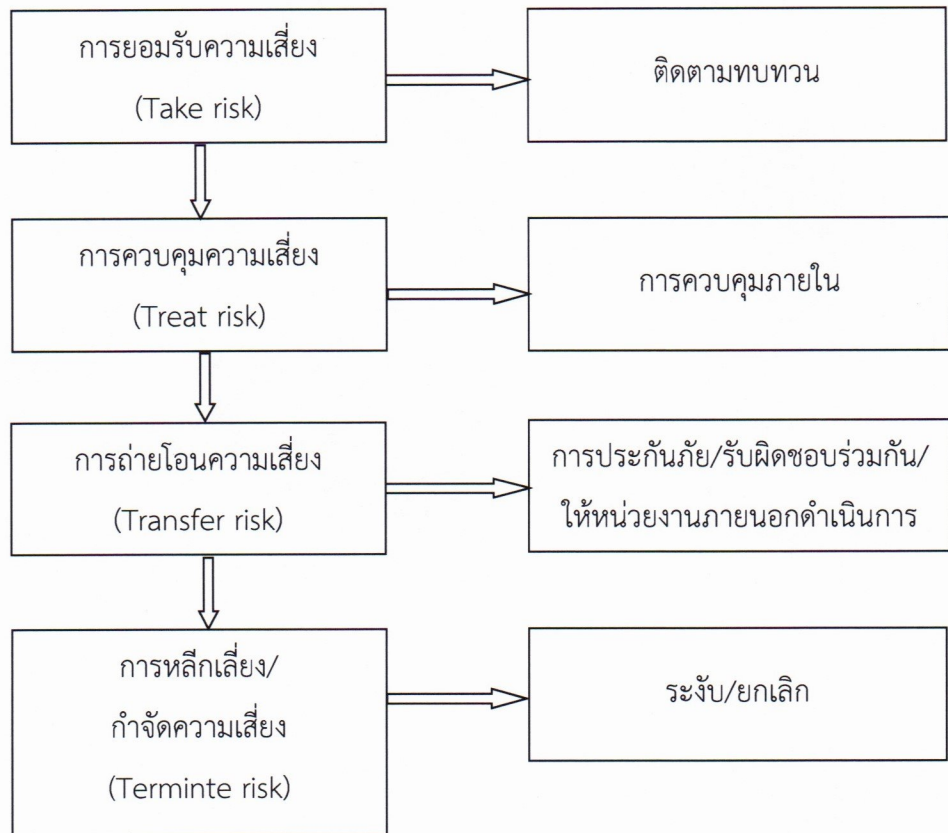 การยอมรับความเสี่ยง
(Take risk)
ติดตามทบทวน
การควบคุมความเสี่ยง
(Treat risk)
การควบคุมภายใน
การถ่ายโอนความเสี่ยง
(Transfer risk)
การประกันภัย/รับผิดชอบร่วมกัน/
ให้หน่วยงานภายนอกดำเนินการ
การหลีกเลี่ยง/
กำจัดความเสี่ยง
(Terminte risk)
ระงับ/ยกเลิก